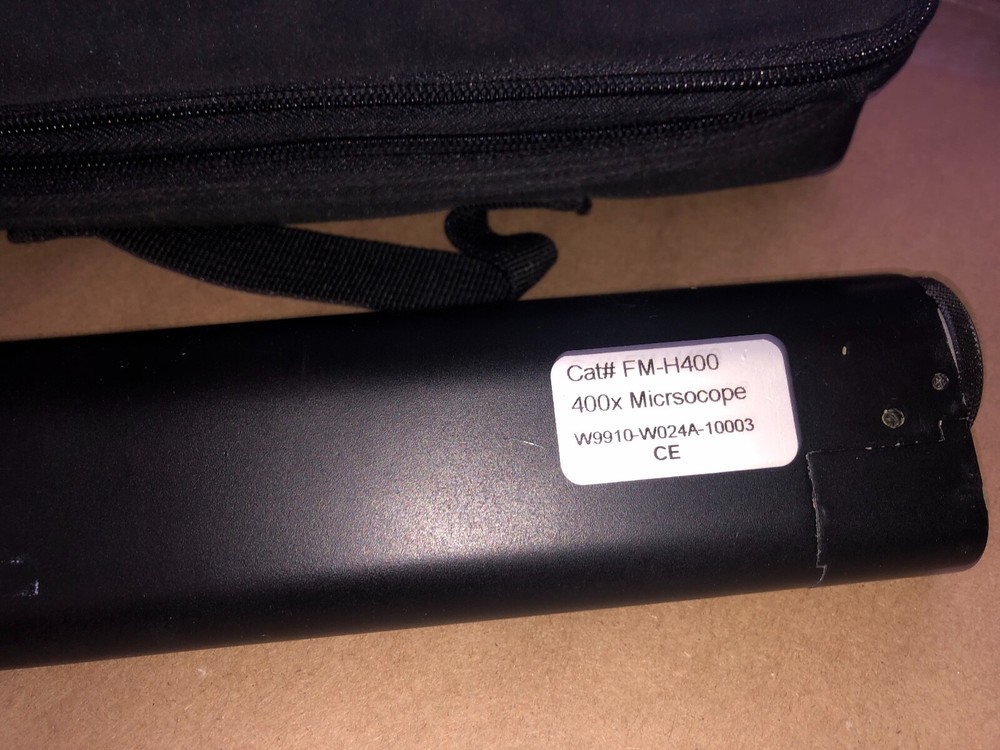 Cat# FM-H400
400x Micrsocope
W9910-W024A-10003
CE